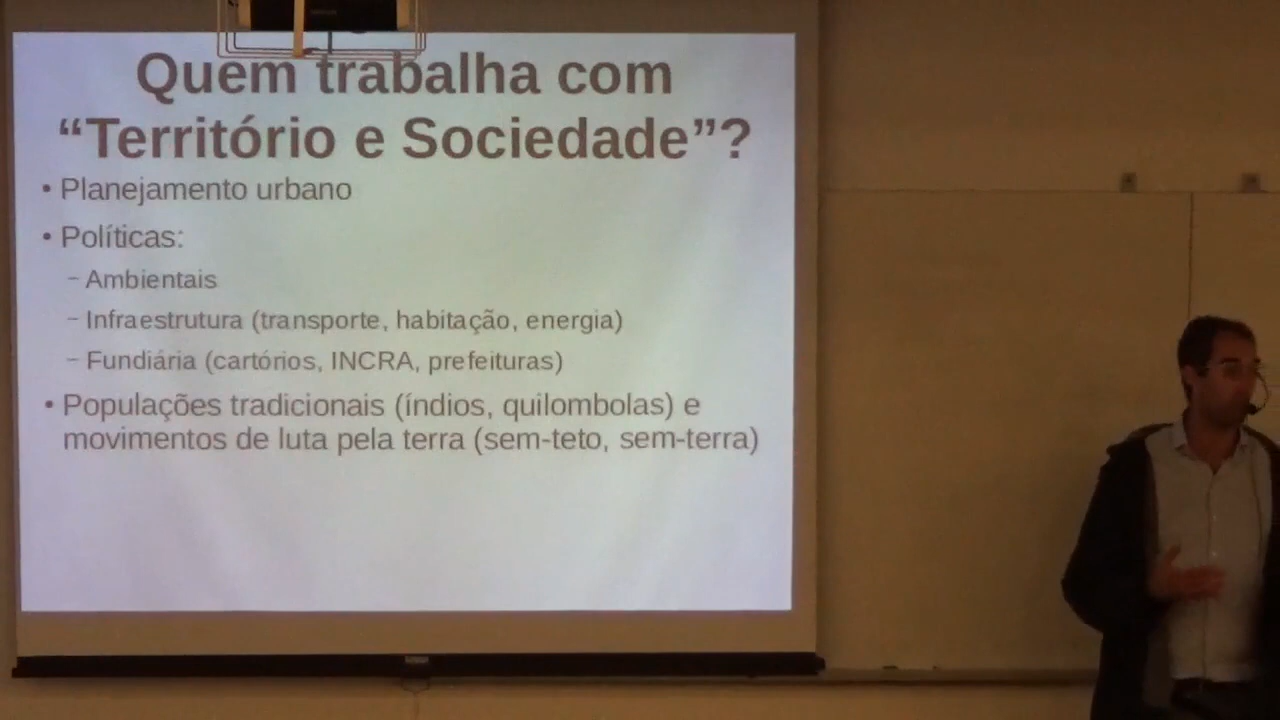 Quem trabalha com
“Território e Sociedade”?
• Planejamento urbano
• Políticas:
– Ambientais
– Infraestrutura (transporte, habitação, energia)
– Fundiária (cartórios, INCRA, prefeituras)
• Populações tradicionais (índios, quilombolas) e
movimentos de luta pela terra (sem-teto, sem-terra)